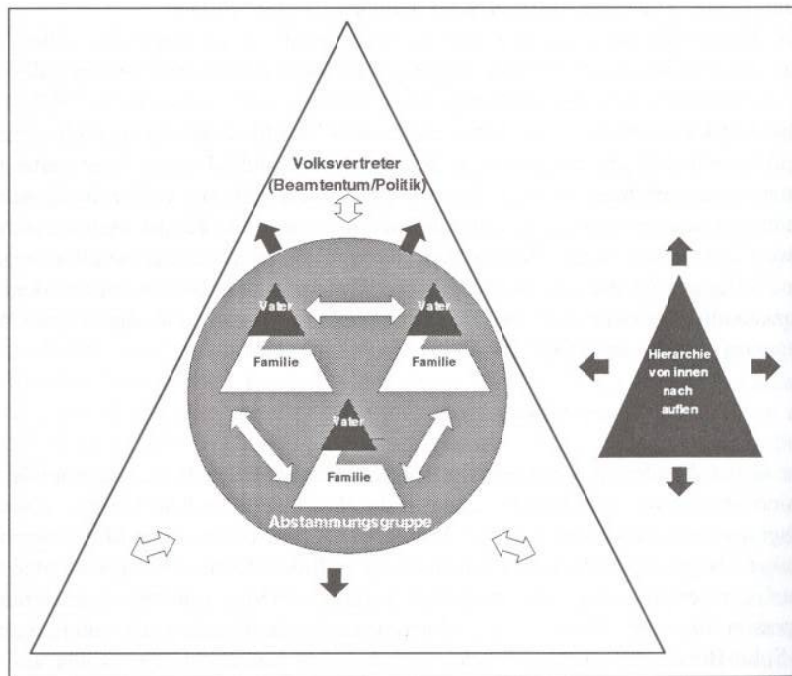 Volksvertreter
(Beamtentum/Politik)
Vater
Vater
Familie
Familie
Vater
Familie
Abstammungsgruppe
Hierarchie
von innen
nach
außen